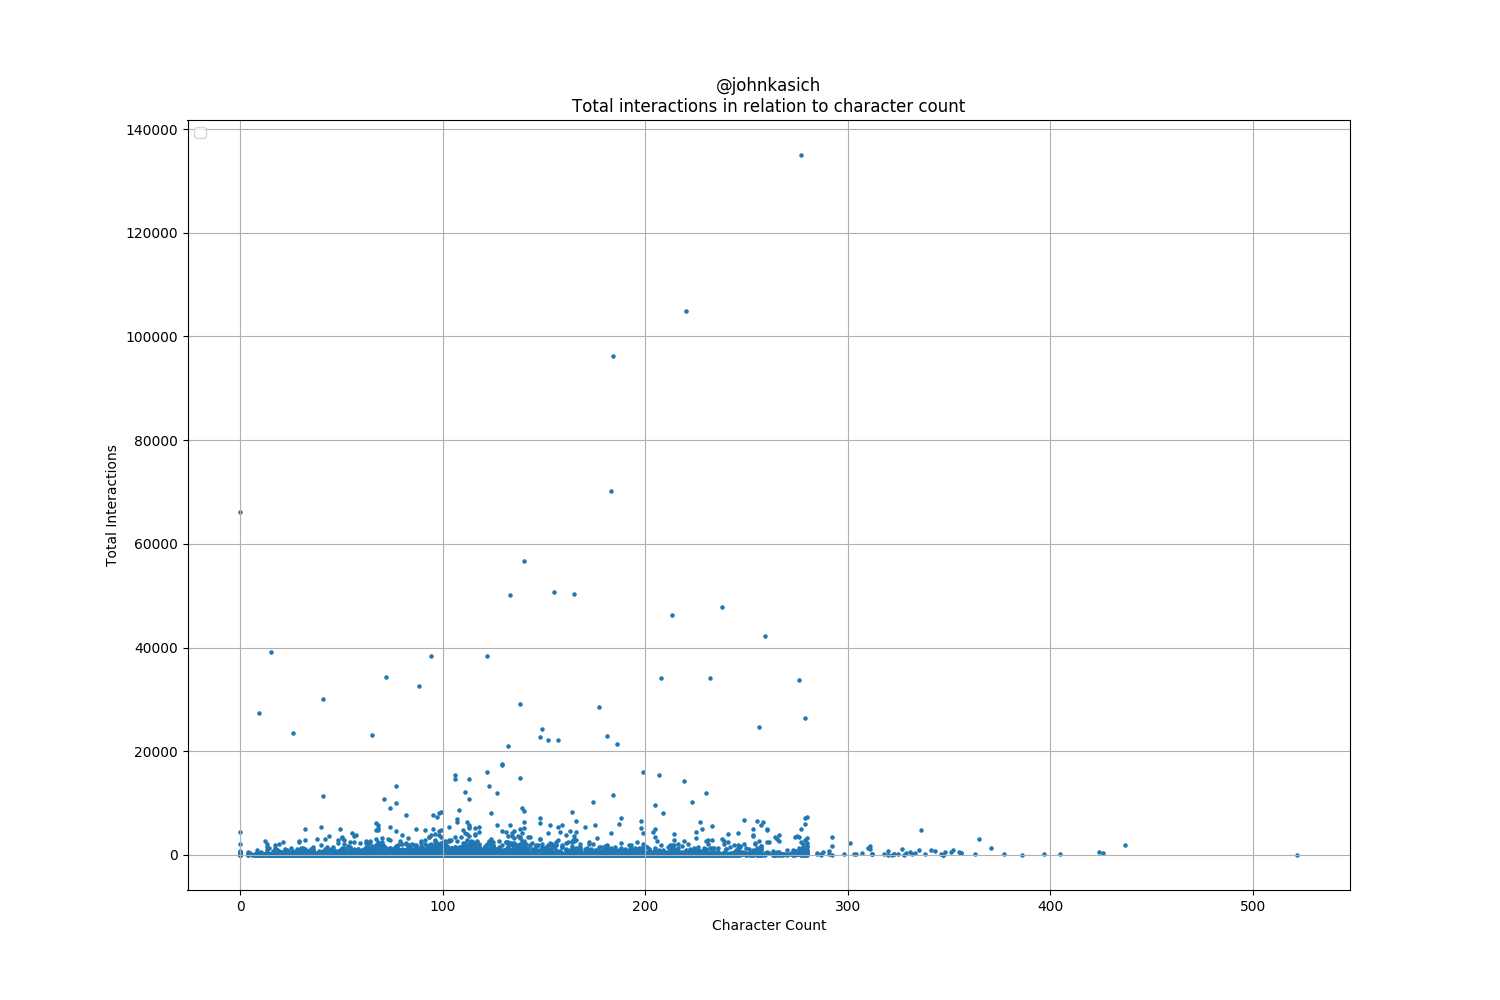 @johnkasich
Total interactions in relation to character count
140000
120000
100000
80000
60000
40000
20000
0
Total Interactions
0 100 200 300 400 500
Character Count